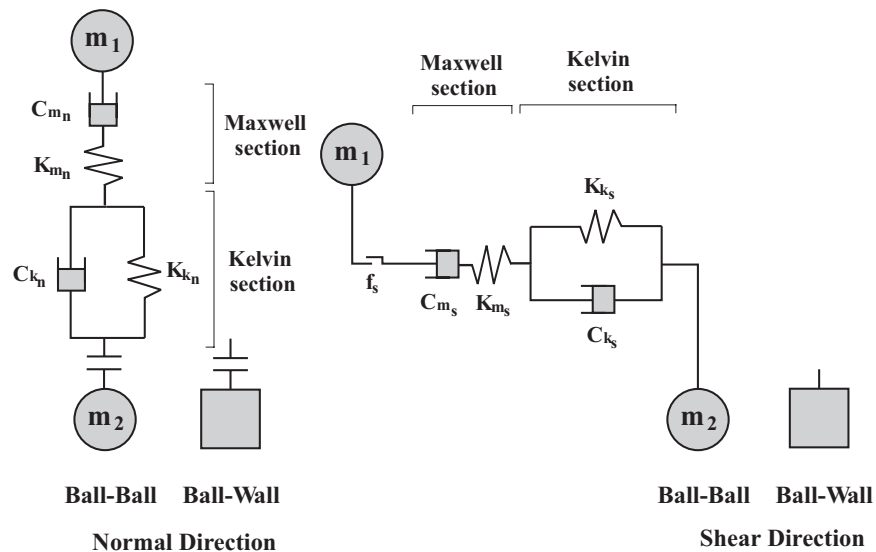 m1
Cmn
Kmn
Maxwell
section
Ckn
Kkn
Kelvin
section
m2
Ball-Ball Ball-Wall
Normal Direction
Maxwell
section
Kelvin
section
m1
fs
Cms
Kms
Kks
Cks
m2
Ball-Ball Ball-Wall
Shear Direction